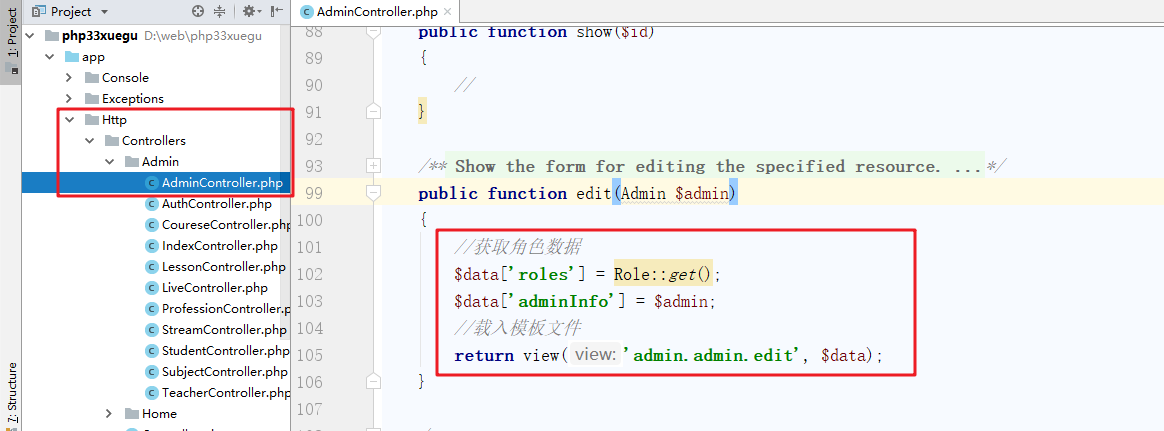 Project
AdminController.php
1: Project
7: Structure
php33xuegu D:\web\php33xuegu
app
Console
Exceptions
Http
Controllers
Admin
AdminController.php
AuthController.php
CoureseController.php
IndexController.php
LessonController.php
LiveController.php
ProfessionController.php
StreamController.php
StudentController.php
SubjectController.php
TeacherController.php
Home
88 public function show($id)
89 {
90 //
91 }
92
93 /** Show the form for editing the specified resource. ...*/
99 public function edit(Admin $admin)
100 {
101 //获取角色数据
102 $data['roles'] = Role::get();
103 $data['adminInfo'] = $admin;
104 //载入模板文件
105 return view( view: 'admin.admin.edit', $data);
106 }
107